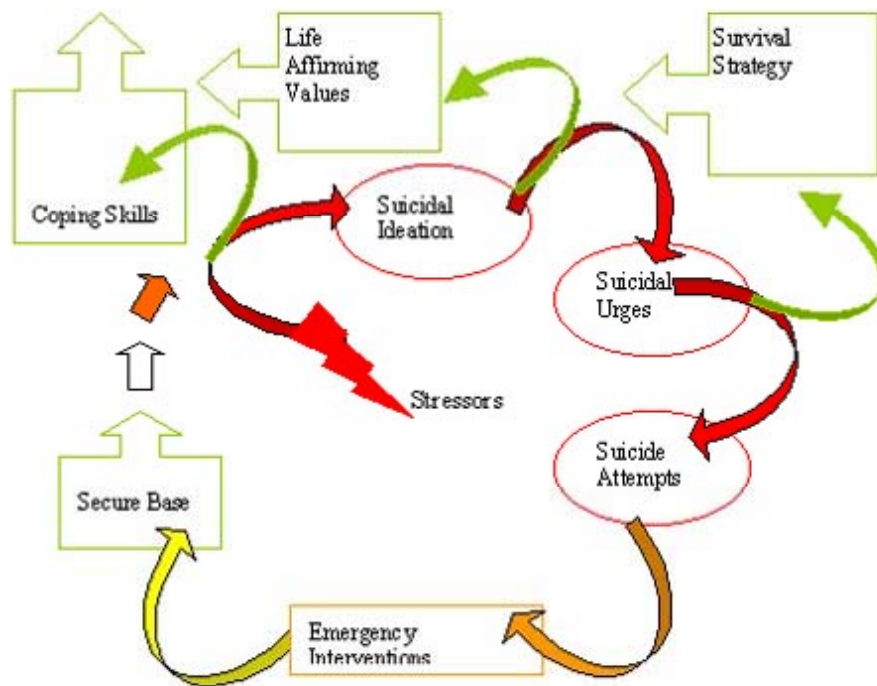 Life
Affirming
Values
Survival
Strategy
Coping Skills
Suicidal
Ideation
Suicidal
Urges
Stressors
Suicide
Attempts
Secure Base
Emergency
Interventions